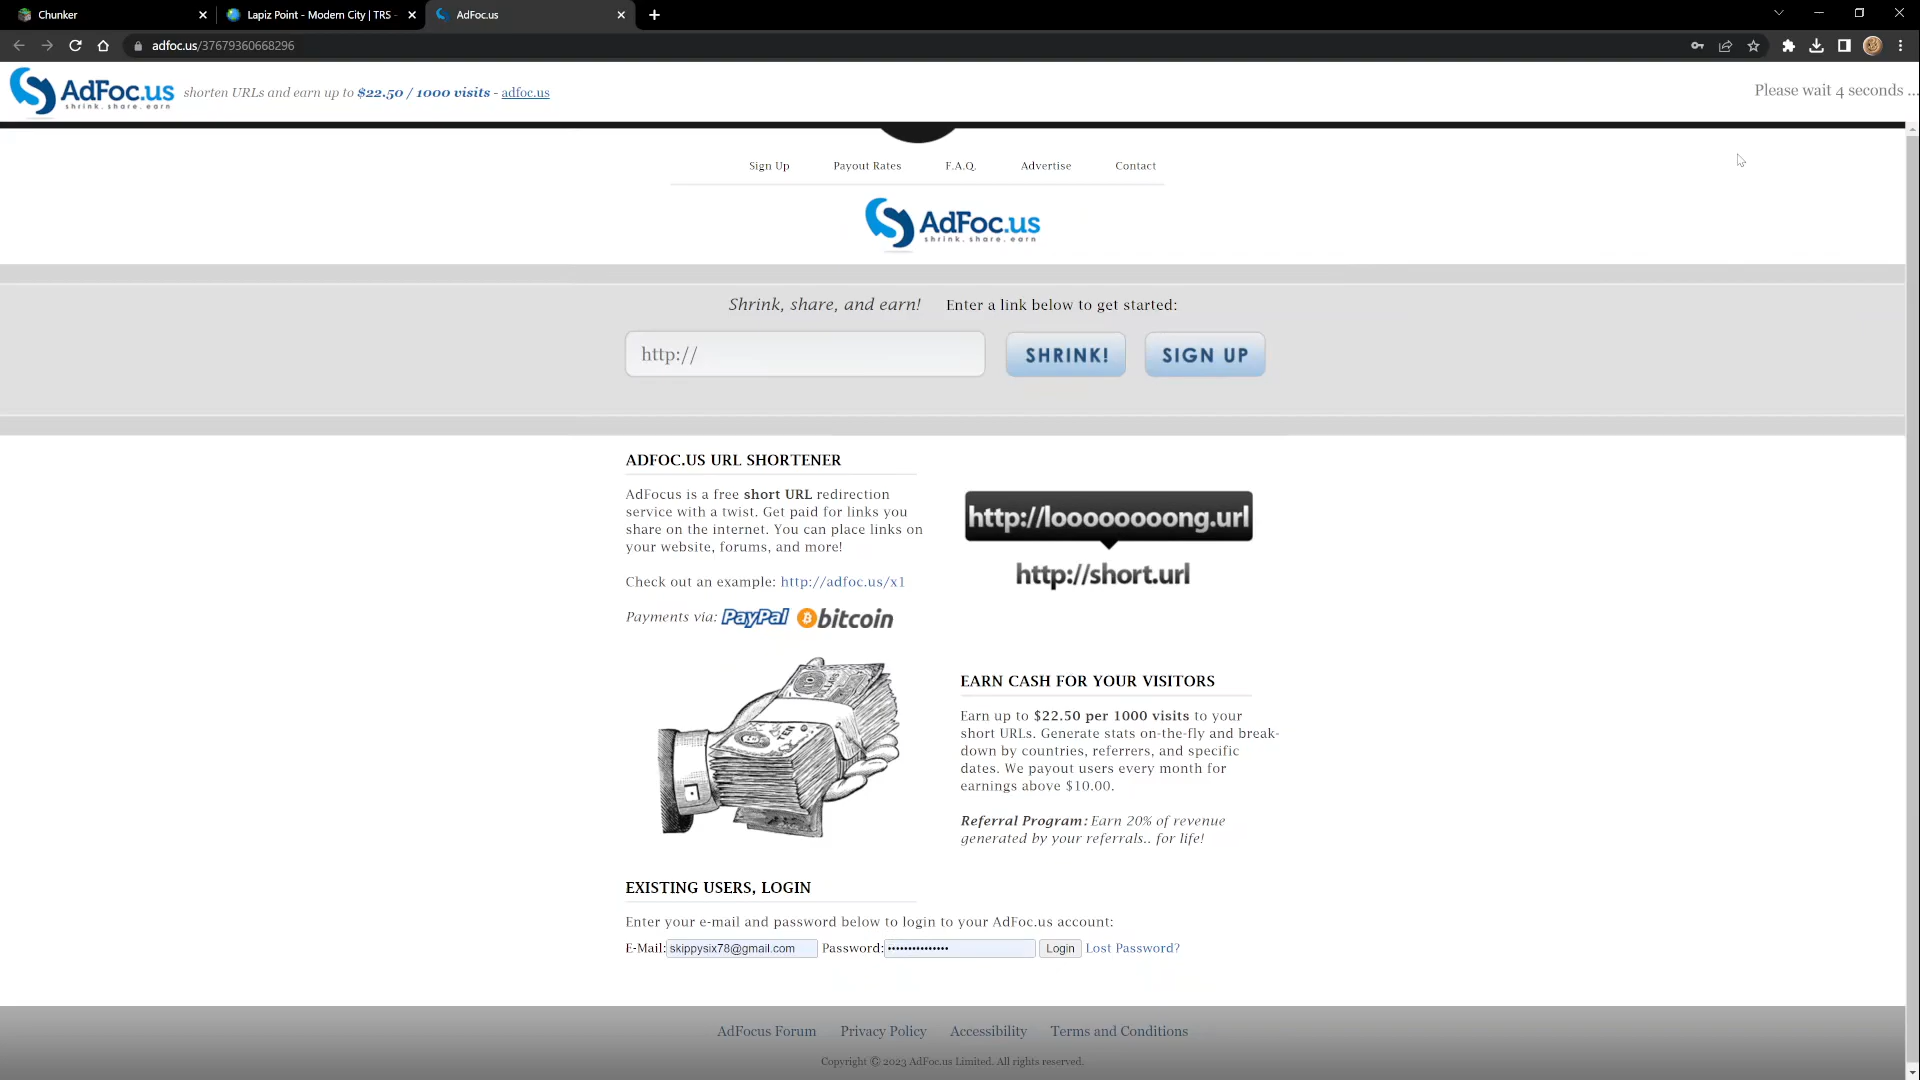 Chunker
Lapiz Point - Modern City | TRS -
AdFoc.us
adfoc.us/37679360668296
AdFoc.us
shrink. share. earn
shorten URLs and earn up to $22.50 / 1000 visits - adfoc.us
Please wait 4 seconds ...
Sign Up
Payout Rates
F.A.Q.
Advertise
Contact
AdFoc.us
shrink. share. earn
Shrink, share, and earn!
Enter a link below to get started:
http://
SHRINK!
SIGN UP
ADFOC.US URL SHORTENER
AdFocus is a free short URL redirection
service with a twist. Get paid for links you
share on the internet. You can place links on
your website, forums, and more!
Check out an example: http://adfoc.us/x1
Payments via: PayPal bitcoin
http://looooooooong.url
http://short.url
EARN CASH FOR YOUR VISITORS
Earn up to $22.50 per 1000 visits to your
short URLs. Generate stats on-the-fly and break-
down by countries, referrers, and specific
dates. We payout users every month for
earnings above $10.00.
Referral Program: Earn 20% of revenue
generated by your referrals.. for life!
EXISTING USERS, LOGIN
Enter your e-mail and password below to login to your AdFoc.us account:
E-Mail: skippysix78@gmail.com Password: ••••••••••••••• Login Lost Password?
AdFocus Forum
Privacy Policy
Accessibility
Terms and Conditions
Copyright © 2023 AdFoc.us Limited. All rights reserved.